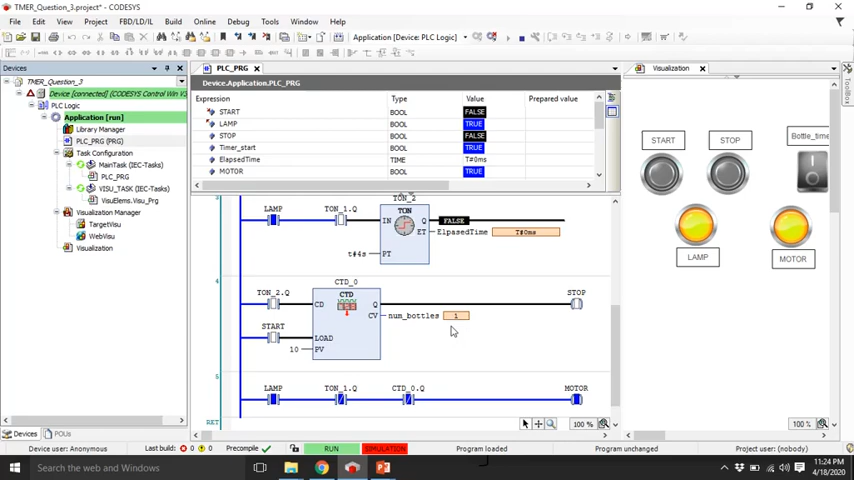 TMER_Question_3.project* - CODESYS
File Edit View Project FBD/LD/IL Build Online Debug Tools Window Help
Application [Device: PLC Logic]
Devices
TMER_Question_3
Device [connected] (CODESYS Control Win V3
PLC Logic
Application [run]
Library Manager
PLC_PRG (PRG)
Task Configuration
MainTask (IEC-Tasks)
PLC_PRG
VISU_TASK (IEC-Tasks)
VisuElems.Visu_Prg
Visualization Manager
TargetVisu
WebVisu
Visualization
Devices POUs
PLC_PRG
Device.Application.PLC_PRG
Expression Type Value Prepared value
START BOOL FALSE
LAMP BOOL TRUE
STOP BOOL FALSE
Timer_start BOOL TRUE
ElapsedTime TIME T#0ms
MOTOR BOOL TRUE
3
TON_2
LAMP TON_1.Q TON
IN Q FALSE
ET ElpasedTime T#0ms
t#4s PT
4
CTD_0
TON_2.Q CTD STOP
CD Q
CV num_bottles 1
START
LOAD
10 PV
5
LAMP TON_1.Q CTD_0.Q MOTOR
RET
100 %
Visualization
ToolBox
START STOP Bottle_time
LAMP MOTOR
100 %
Device user: Anonymous Last build: 0 0 Precompile RUN SIMULATION Program loaded Program unchanged Project user: (nobody)
Search the web and Windows
11:24 PM
4/18/2020